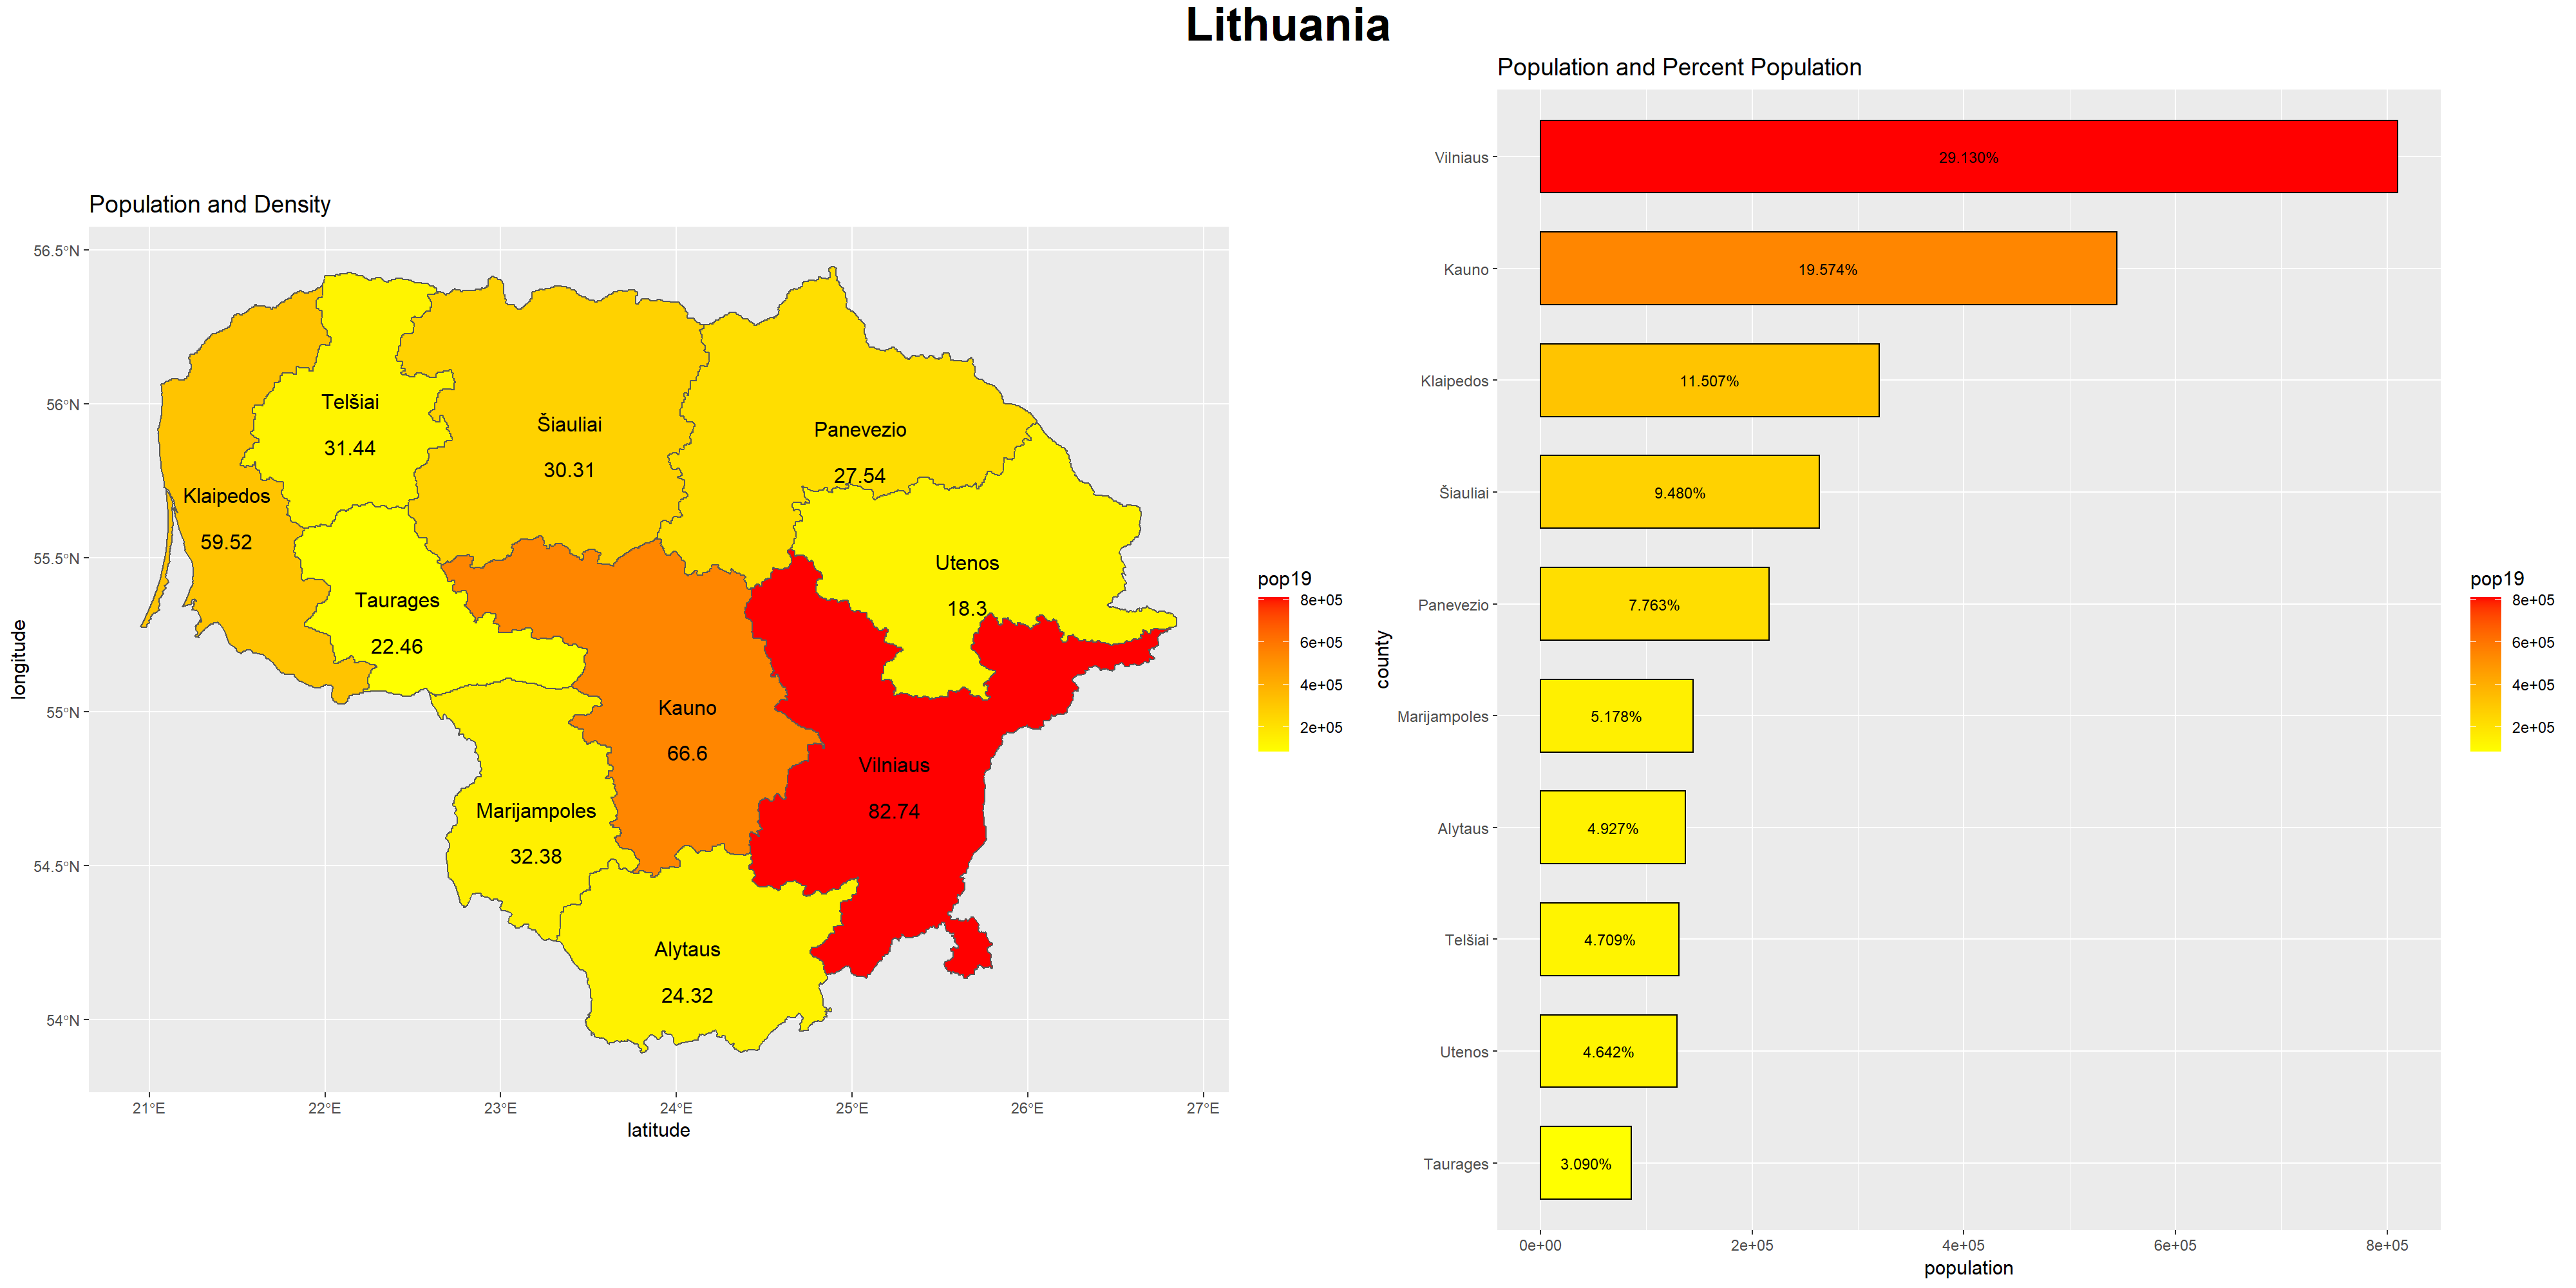 Lithuania
Population and Density
56.5°N
56°N
55.5°N
55°N
54.5°N
54°N
longitude
Telšiai
31.44
Šiauliai
30.31
Panevezio
27.54
Klaipedos
59.52
Utenos
18.3
Taurages
22.46
Kauno
66.6
Vilniaus
82.74
Marijampoles
32.38
Alytaus
24.32
21°E
22°E
23°E
24°E
25°E
26°E
27°E
latitude
pop19
8e+05
6e+05
4e+05
2e+05
Population and Percent Population
county
Vilniaus
29.130%
Kauno
19.574%
Klaipedos
11.507%
Šiauliai
9.480%
Panevezio
7.763%
Marijampoles
5.178%
Alytaus
4.927%
Telšiai
4.709%
Utenos
4.642%
Taurages
3.090%
0e+00
2e+05
4e+05
6e+05
8e+05
population
pop19
8e+05
6e+05
4e+05
2e+05